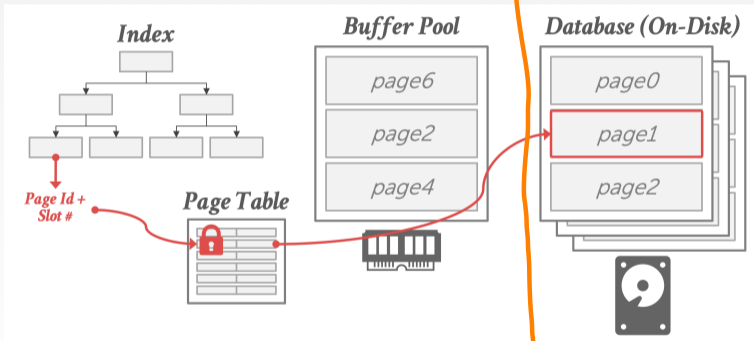 Index
Buffer Pool
Database (On-Disk)
page6
page2
page4
page0
page1
page2
Page Id +
Slot #
Page Table